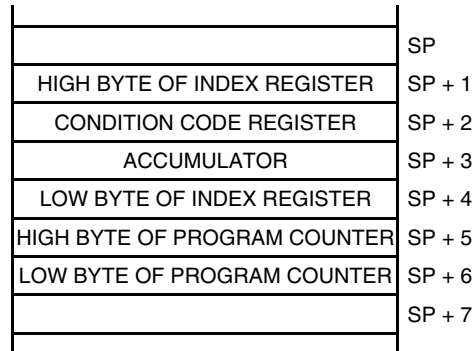 SP
HIGH BYTE OF INDEX REGISTER SP + 1
CONDITION CODE REGISTER SP + 2
ACCUMULATOR SP + 3
LOW BYTE OF INDEX REGISTER SP + 4
HIGH BYTE OF PROGRAM COUNTER SP + 5
LOW BYTE OF PROGRAM COUNTER SP + 6
SP + 7